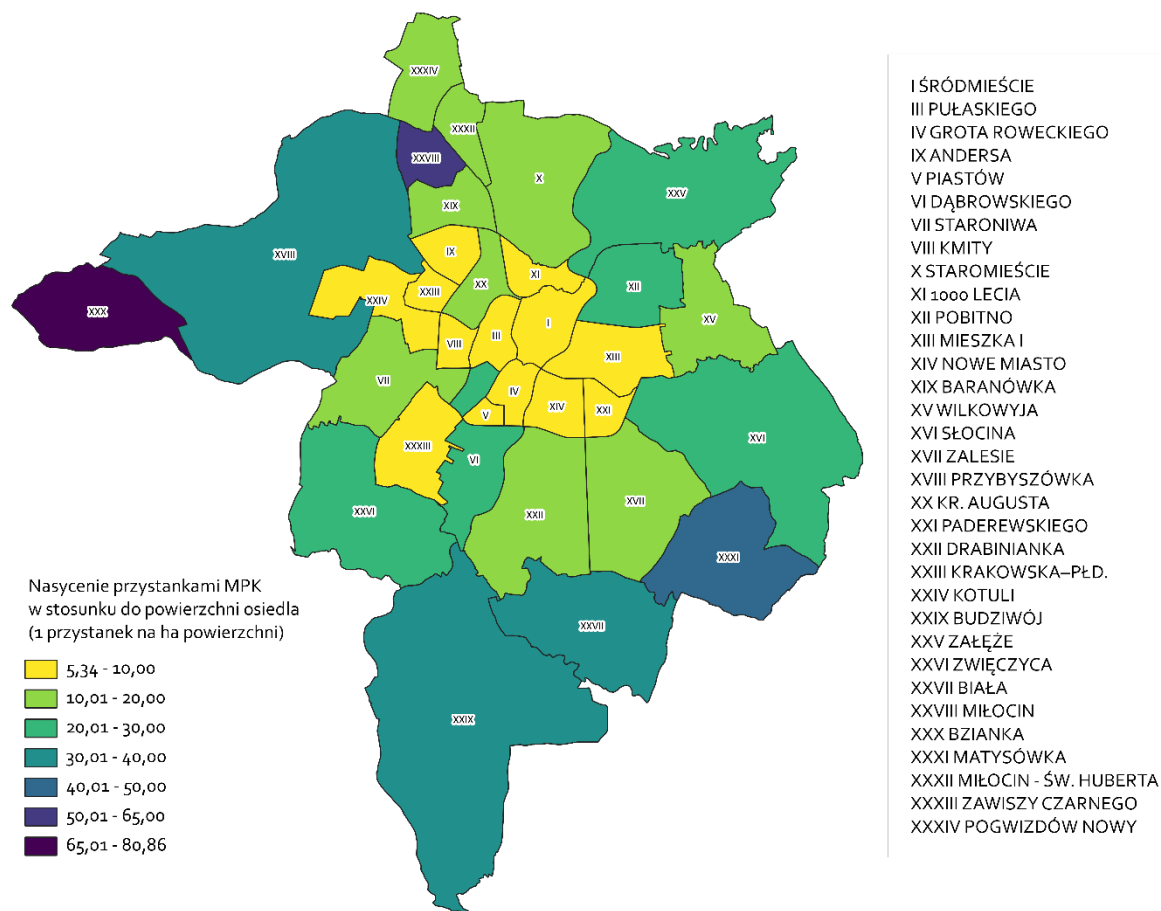 XXXIV
XXXII
XXVIII
X
XXV
XIX
IX
XVIII
XI
XX
XII
XXIII
XXIV
XXX
I
XV
III
VIII
XIII
VII
IV
XIV
XXI
V
XXXIII
XVI
VI
XVII
XXVI
XXII
XXXI
XXVII
XXIX
Nasycenie przystankami MPK
w stosunku do powierzchni osiedla
(1 przystanek na ha powierzchni)
5,34 - 10,00
10,01 - 20,00
20,01 - 30,00
30,01 - 40,00
40,01 - 50,00
50,01 - 65,00
65,01 - 80,86
I ŚRÓDMIEŚCIE
III PUŁASKIEGO
IV GROTA ROWECKIEGO
IX ANDERSA
V PIASTÓW
VI DĄBROWSKIEGO
VII STARONIWA
VIII KMITY
X STAROMIEŚCIE
XI 1000 LECIA
XII POBITNO
XIII MIESZKA I
XIV NOWE MIASTO
XIX BARANÓWKA
XV WILKOWYJA
XVI SŁOCINA
XVII ZALESIE
XVIII PRZYBYSZÓWKA
XX KR. AUGUSTA
XXI PADEREWSKIEGO
XXII DRABINIANKA
XXIII KRAKOWSKA–PŁD.
XXIV KOTULI
XXIX BUDZIWÓJ
XXV ZAŁĘŻE
XXVI ZWIĘCZYCA
XXVII BIAŁA
XXVIII MIŁOCIN
XXX BZIANKA
XXXI MATYSÓWKA
XXXII MIŁOCIN - ŚW. HUBERTA
XXXIII ZAWISZY CZARNEGO
XXXIV POGWIZDÓW NOWY